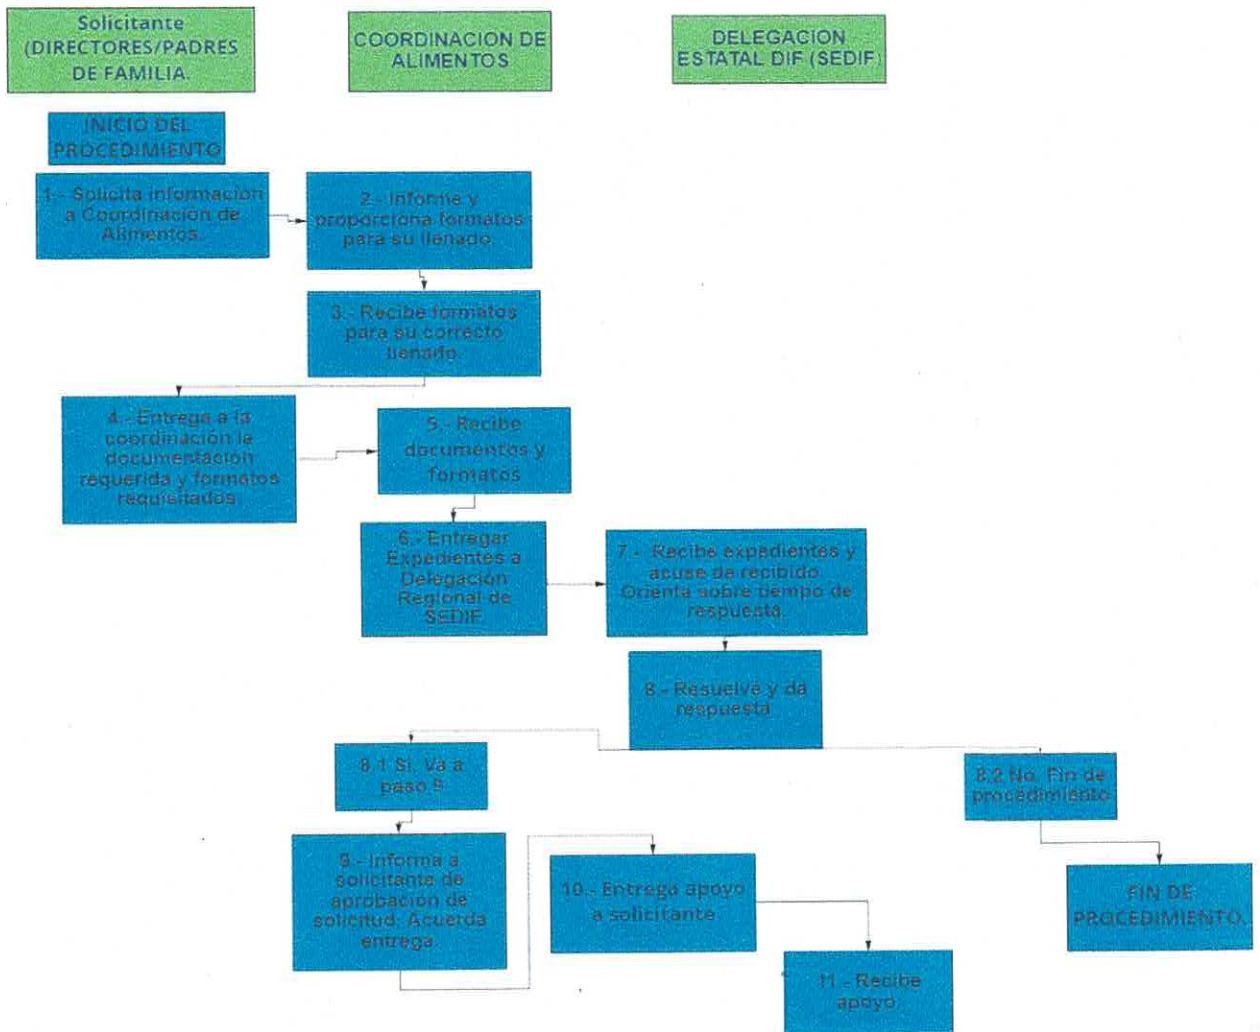 Solicitante
(DIRECTORES/PADRES
DE FAMILIA.
COORDINACION DE
ALIMENTOS
DELEGACION
ESTATAL DIF (SEDIF)
INICIO DEL
PROCEDIMIENTO
1.- Solicita informacion
a Coordinación de
Alimentos.
2.- Informe y
proporciona formatos
para su llenado.
3.- Recibe formatos
para su correcto
llenado.
4.- Entrega a la
coordinación la
documentacion
requerida y formatos
requisitados.
5.- Recibe
documentos y
formatos
6.- Entregar
Expedientes a
Delegación
Regional de
SEDIF.
7.- Recibe expedientes y
acuse de recibido.
Orienta sobre tiempo de
respuesta.
8.- Resuelve y da
respuesta
8.1 Si. Va a
paso 9
8.2 No. Fin de
procedimiento
9.- Informa a
solicitante de
aprobación de
solicitud. Acuerda
entrega.
10.- Entrega apoyo
a solicitante
FIN DE
PROCEDIMIENTO.
11.- Recibe
apoyo